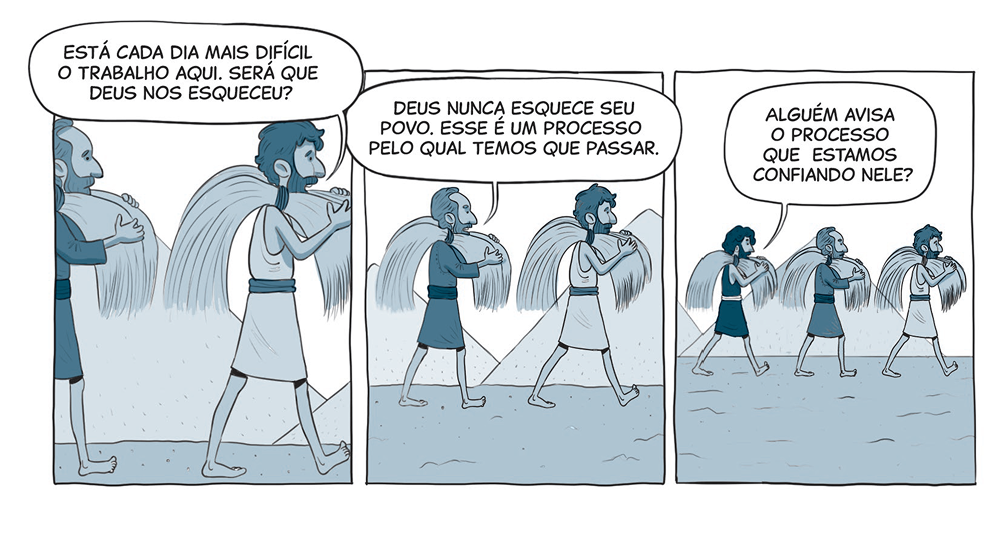 ESTÁ CADA DIA MAIS DIFÍCIL
O TRABALHO AQUI. SERÁ QUE
DEUS NOS ESQUECEU?
DEUS NUNCA ESQUECE SEU
POVO. ESSE É UM PROCESSO
PELO QUAL TEMOS QUE PASSAR.
ALGUÉM AVISA
O PROCESSO
QUE ESTAMOS
CONFIANDO NELE?